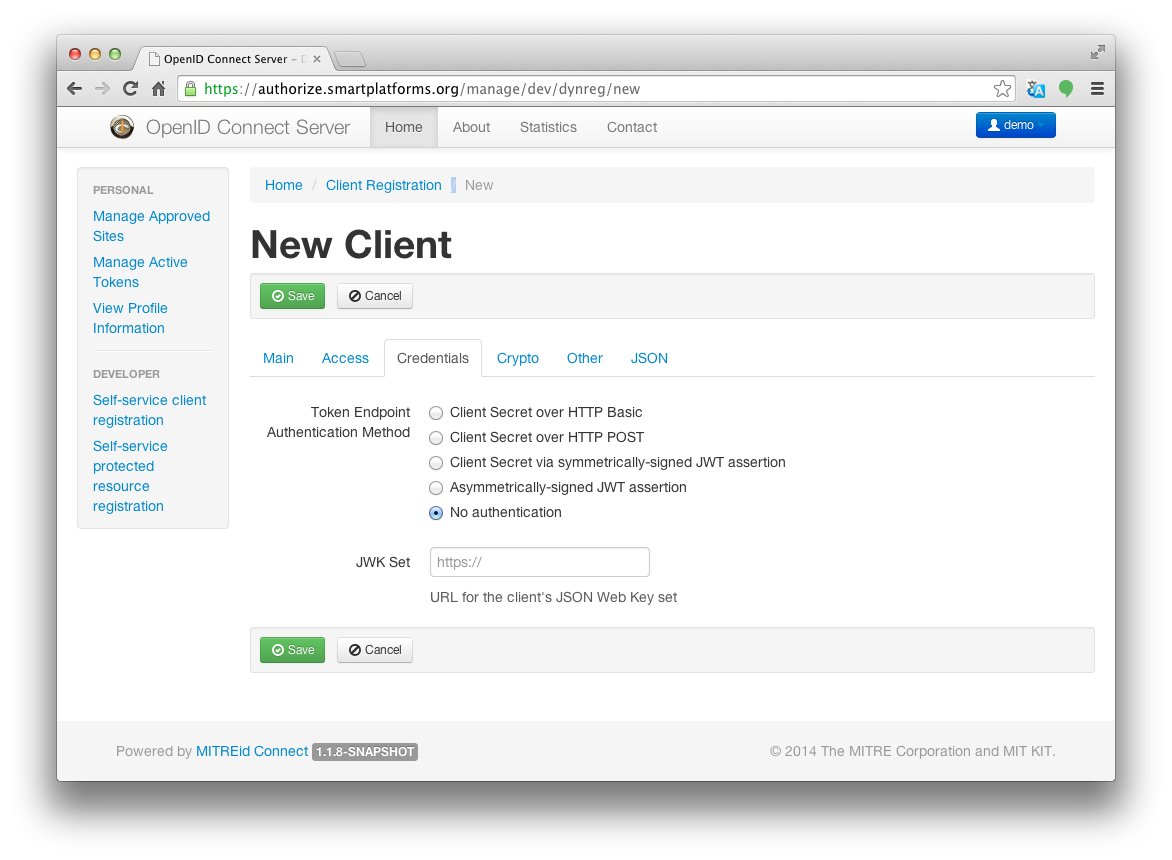 OpenID Connect Server –
https://authorize.smartplatforms.org/manage/dev/dynreg/new
OpenID Connect Server
Home
About
Statistics
Contact
demo
PERSONAL
Manage Approved
Sites
Manage Active
Tokens
View Profile
Information
DEVELOPER
Self-service client
registration
Self-service
protected
resource
registration
Home / Client Registration / New
New Client
Save
Cancel
Main
Access
Credentials
Crypto
Other
JSON
Token Endpoint
Authentication Method
Client Secret over HTTP Basic
Client Secret over HTTP POST
Client Secret via symmetrically-signed JWT assertion
Asymmetrically-signed JWT assertion
No authentication
JWK Set
https://
URL for the client's JSON Web Key set
Save
Cancel
Powered by MITREid Connect 1.1.8-SNAPSHOT
© 2014 The MITRE Corporation and MIT KIT.